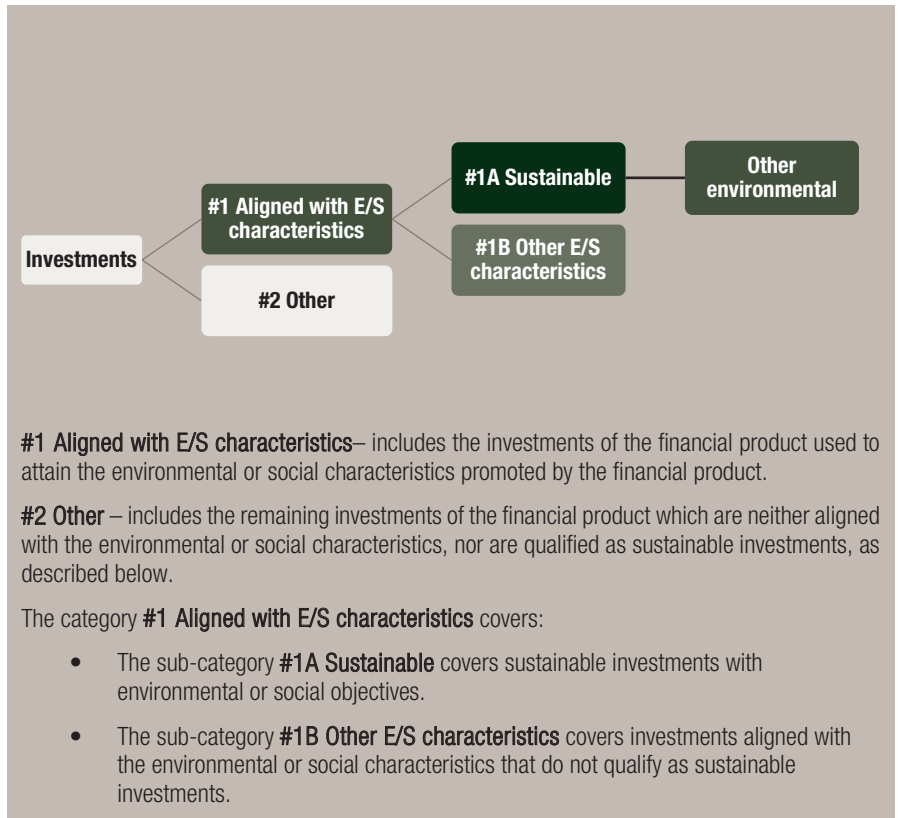 #1A Sustainable
Other
environmental
#1 Aligned with E/S
characteristics
#1B Other E/S
characteristics
Investments
#2 Other
#1 Aligned with E/S characteristics– includes the investments of the financial product used to
attain the environmental or social characteristics promoted by the financial product.
#2 Other – includes the remaining investments of the financial product which are neither aligned
with the environmental or social characteristics, nor are qualified as sustainable investments, as
described below.
The category #1 Aligned with E/S characteristics covers:
• The sub-category #1A Sustainable covers sustainable investments with
environmental or social objectives.
• The sub-category #1B Other E/S characteristics covers investments aligned with
the environmental or social characteristics that do not qualify as sustainable
investments.